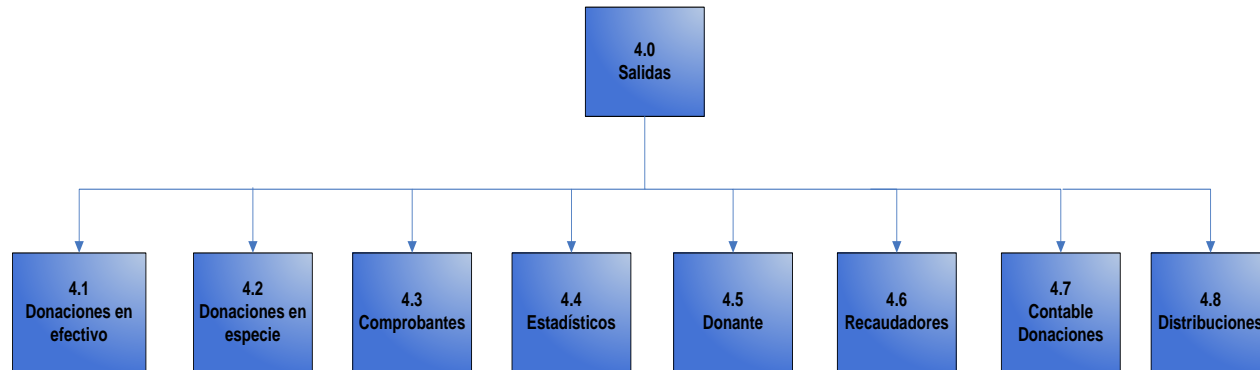 4.0
Salidas
4.1
Donaciones en
efectivo
4.2
Donaciones en
especie
4.3
Comprobantes
4.4
Estadísticos
4.5
Donante
4.6
Recaudadores
4.7
Contable
Donaciones
4.8
Distribuciones